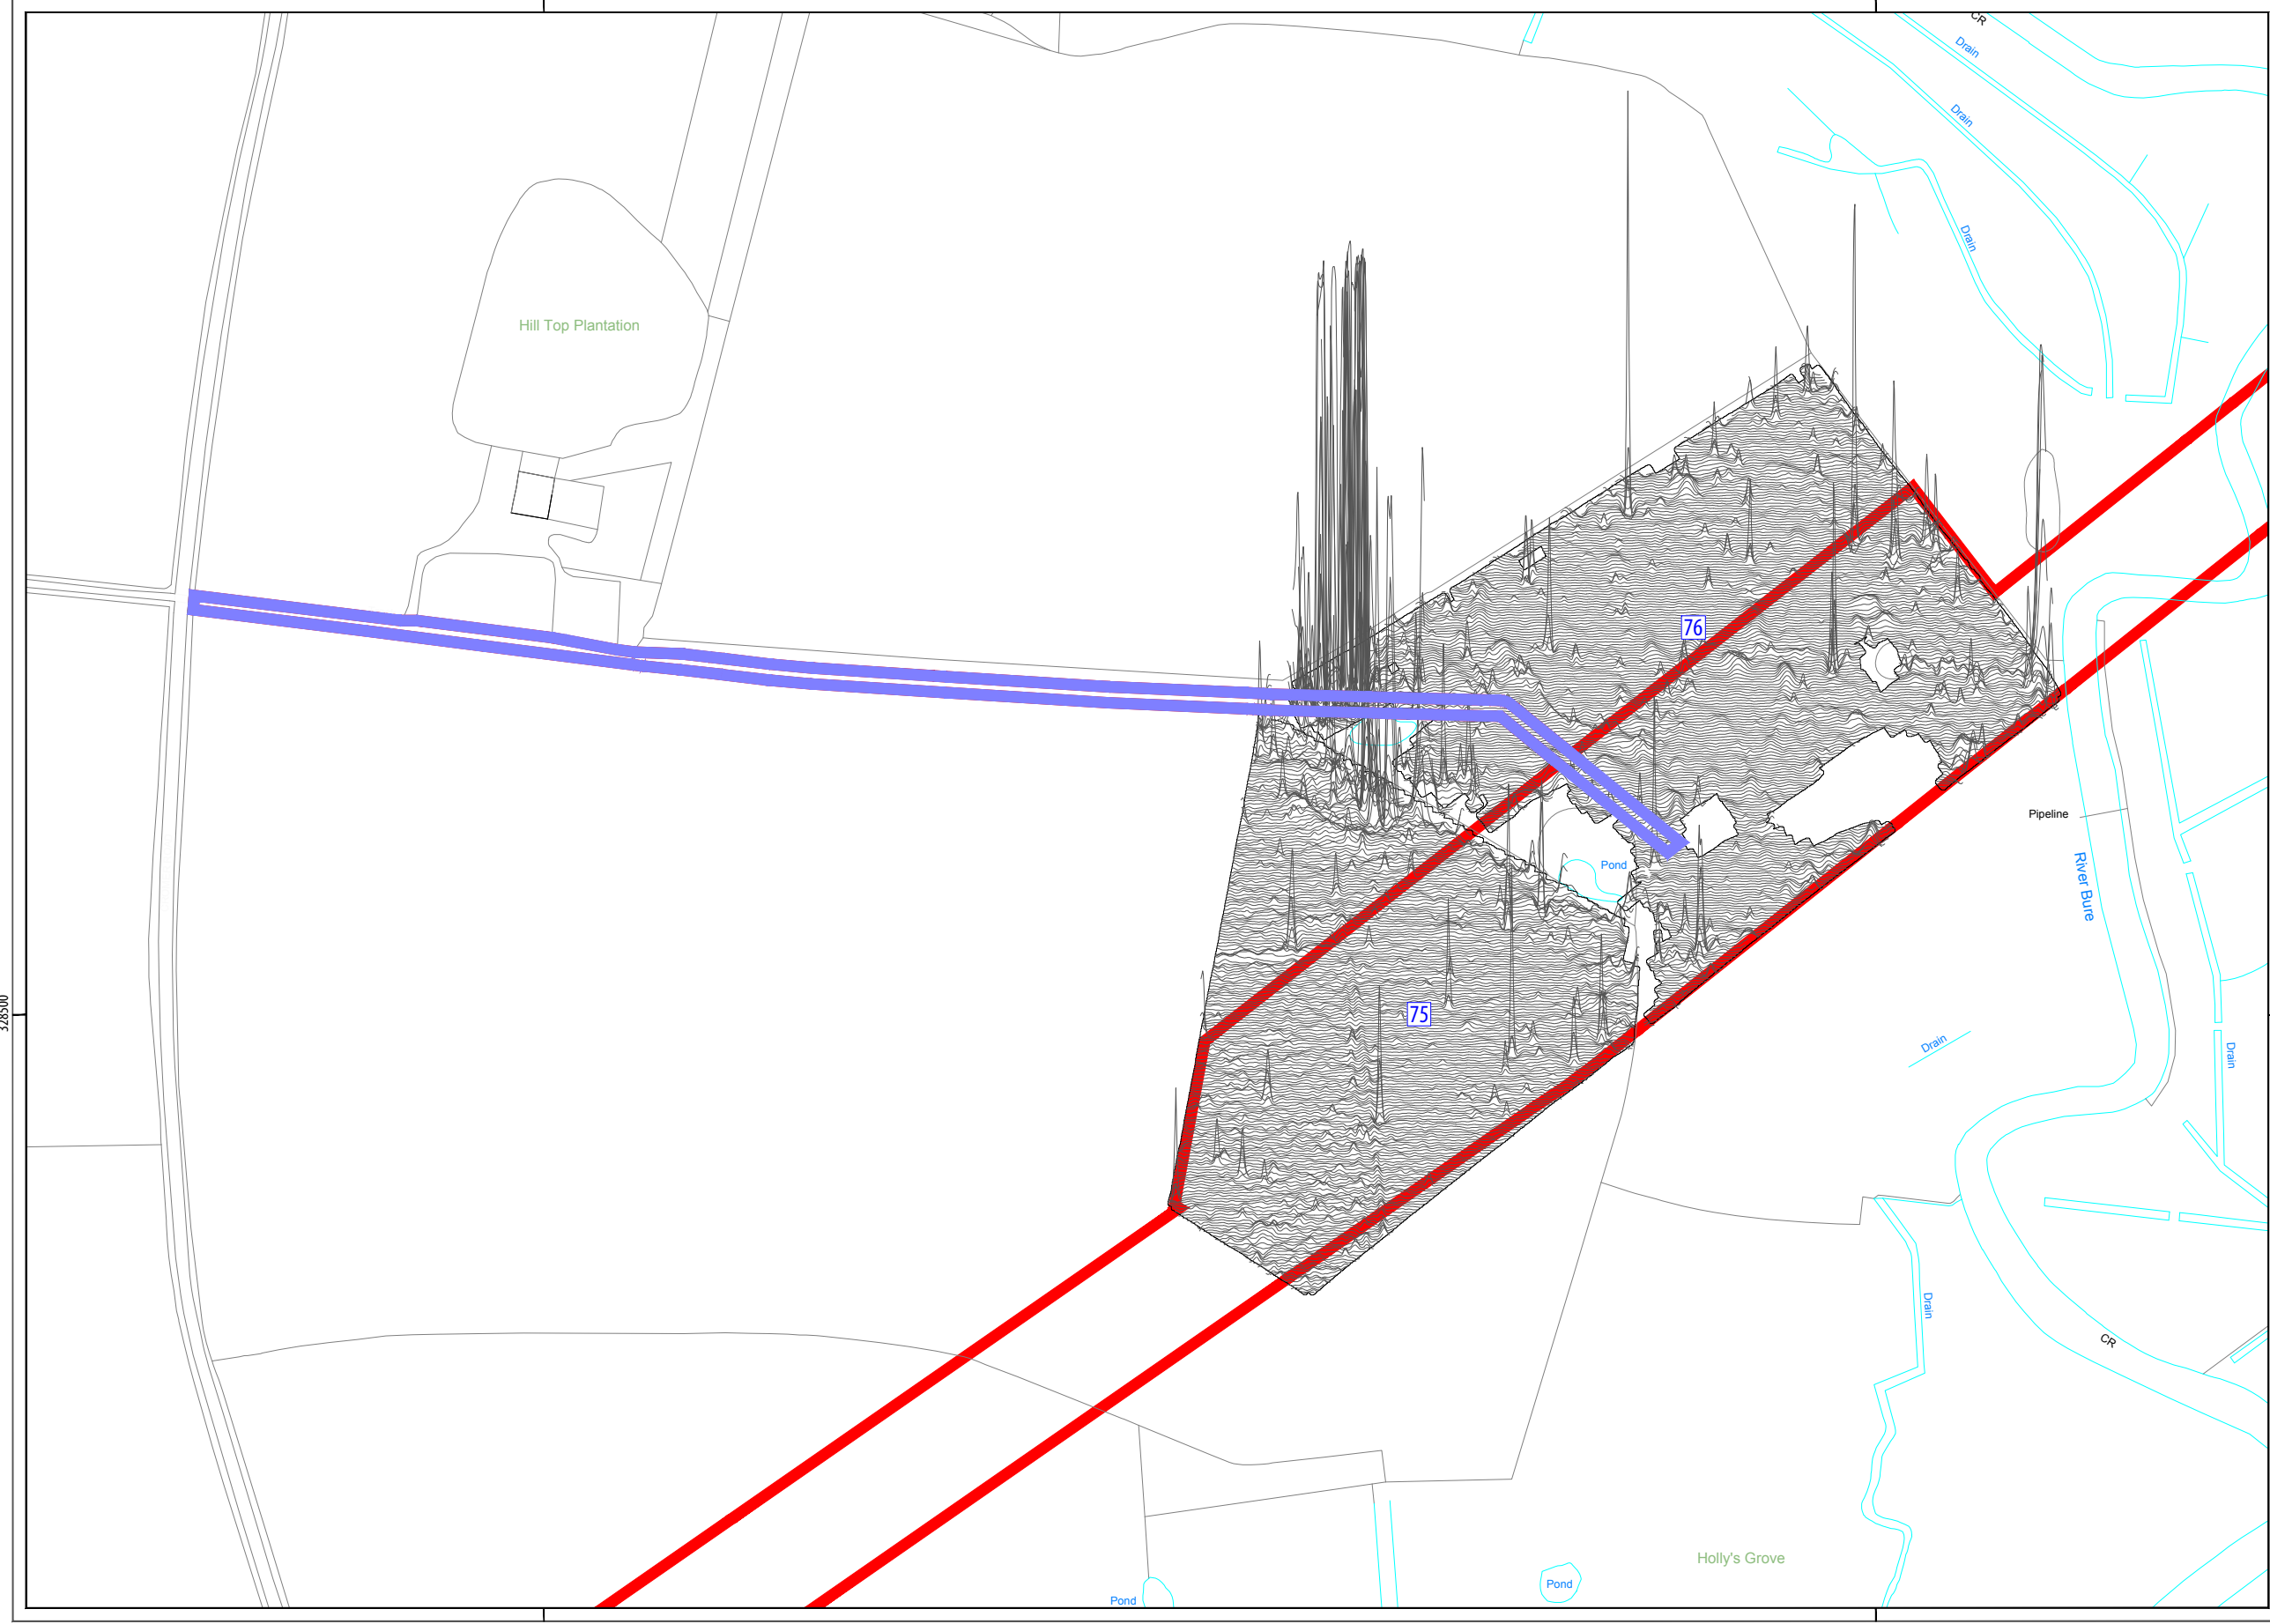 CR
Drain
Drain
Drain
Hill Top Plantation
76
Pipeline
Pond
River Bure
328500
75
Drain
Drain
Drain
CR
Holly's Grove
Pond
Pond